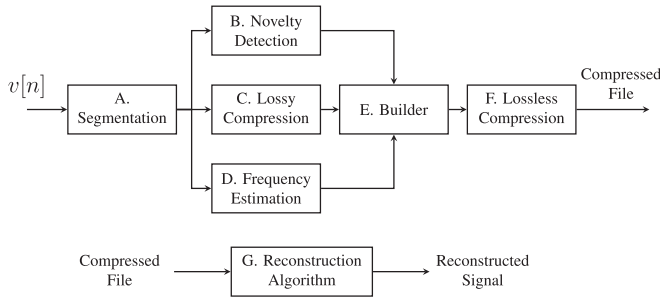 B. Novelty
Detection
v[n]
A.
Segmentation
C. Lossy
Compression
E. Builder
F. Lossless
Compression
Compressed
File
D. Frequency
Estimation
Compressed
File
G. Reconstruction
Algorithm
Reconstructed
Signal